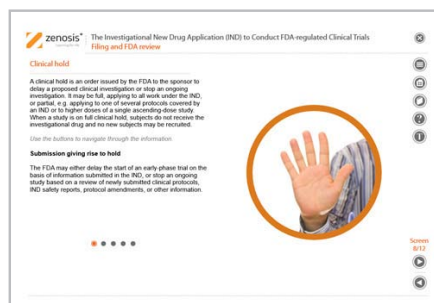 zenosis®
The Investigational New Drug Application (IND) to Conduct FDA-regulated Clinical Trials
Filing and FDA review
Clinical hold
A clinical hold is an order issued by the FDA to the sponsor to
delay a proposed clinical investigation or stop an ongoing
investigation. It may be full, applying to all work under the IND,
or partial, e.g. applying to one of several protocols covered by
an IND or to higher doses of a single ascending-dose study.
When a study is on full clinical hold, subjects do not receive the
investigational drug and no new subjects may be recruited.
Use the buttons to navigate through the information.
Submission giving rise to hold
The FDA may either delay the start of an early-phase trial on the
basis of information submitted in the IND, or stop an ongoing
study based on a review of newly submitted clinical protocols,
IND safety reports, protocol amendments, or other information.
Screen
8/12